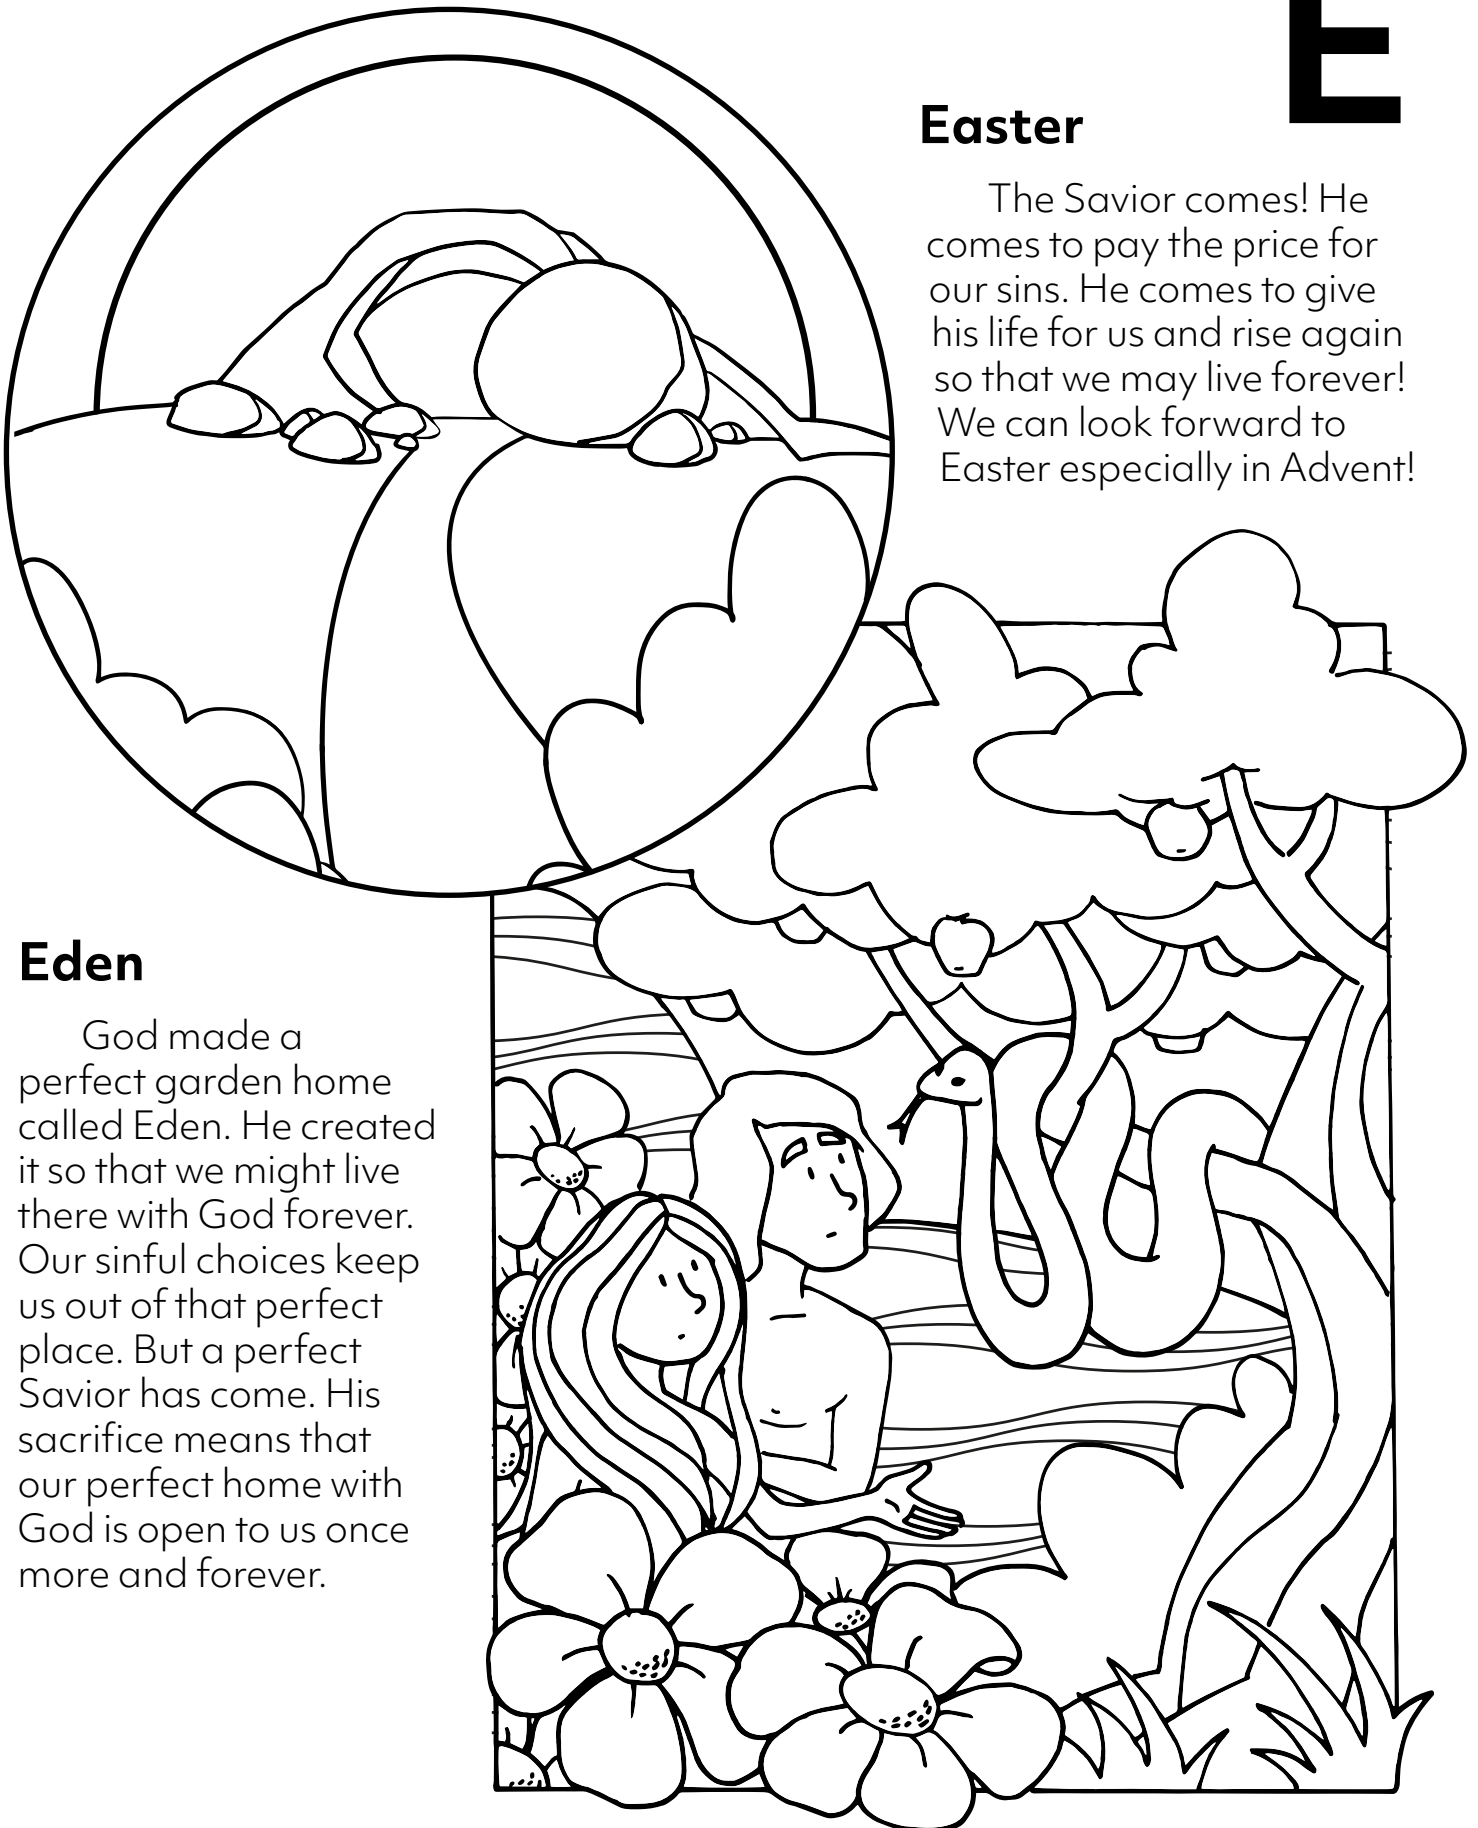 E
Easter
The Savior comes! He
comes to pay the price for
our sins. He comes to give
his life for us and rise again
so that we may live forever!
We can look forward to
Easter especially in Advent!
Eden
God made a
perfect garden home
called Eden. He created
it so that we might live
there with God forever.
Our sinful choices keep
us out of that perfect
place. But a perfect
Savior has come. His
sacrifice means that
our perfect home with
God is open to us once
more and forever.